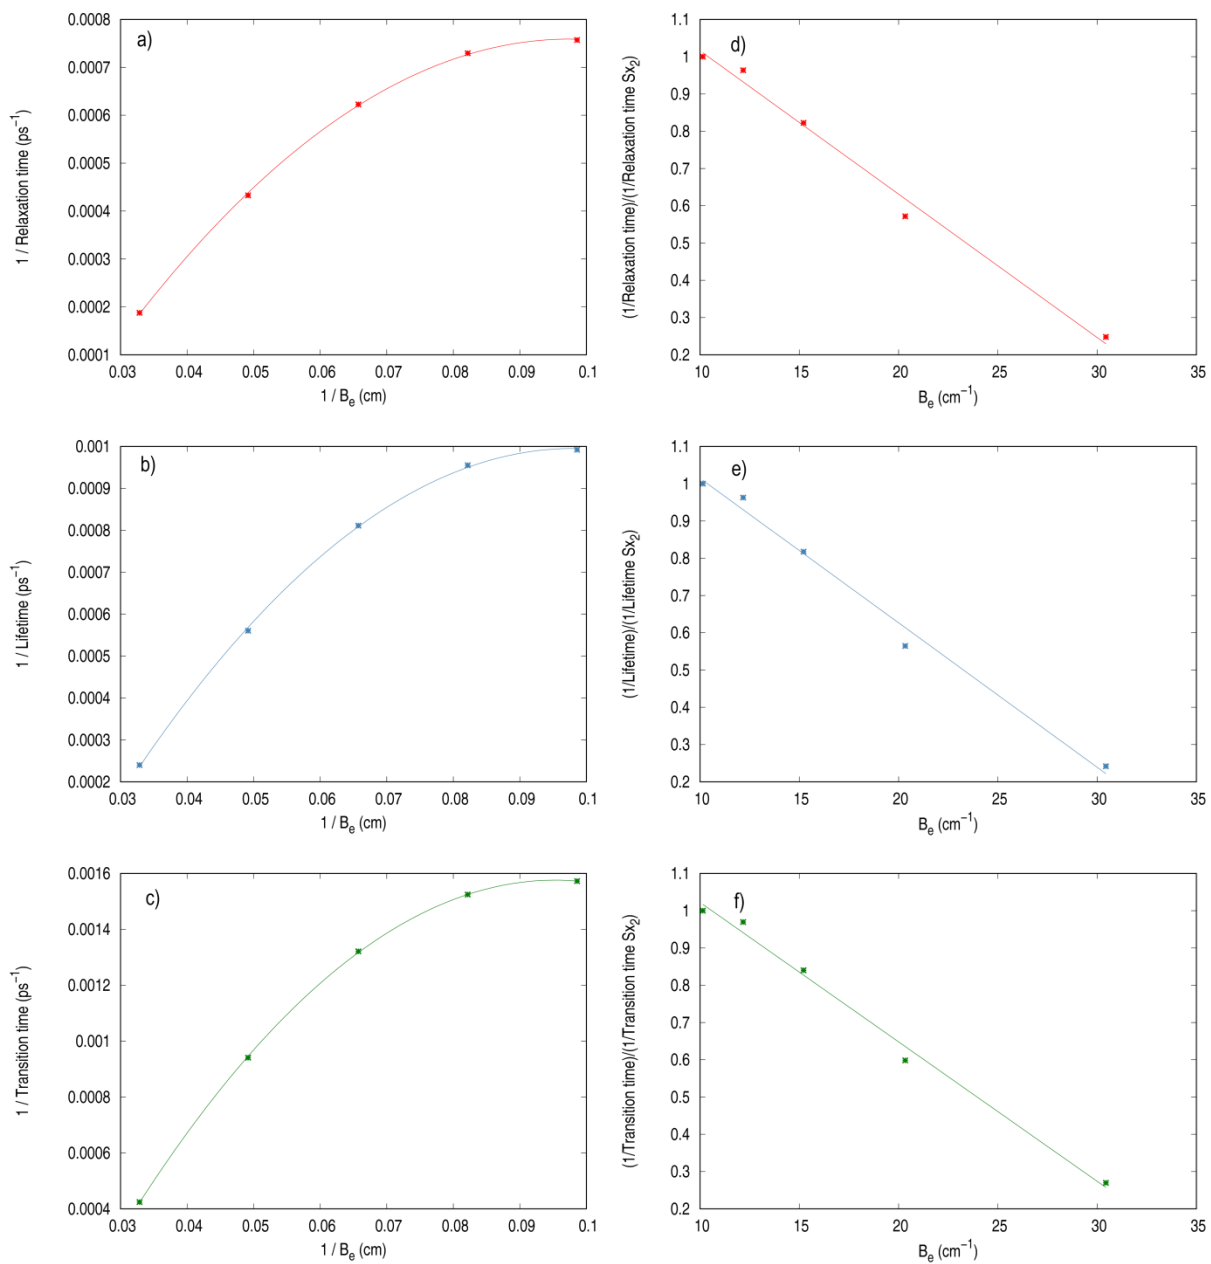 a)
1 / Relaxation time (ps⁻¹)
0.0008
0.0007
0.0006
0.0005
0.0004
0.0003
0.0002
0.0001
0.03 0.04 0.05 0.06 0.07 0.08 0.09 0.1
1 / Bₑ (cm)
d)
(1/Relaxation time)/(1/Relaxation time Sx₂)
1.1
1
0.9
0.8
0.7
0.6
0.5
0.4
0.3
0.2
10 15 20 25 30 35
Bₑ (cm⁻¹)
b)
1 / Lifetime (ps⁻¹)
0.001
0.0009
0.0008
0.0007
0.0006
0.0005
0.0004
0.0003
0.0002
0.03 0.04 0.05 0.06 0.07 0.08 0.09 0.1
1 / Bₑ (cm)
e)
(1/Lifetime)/(1/Lifetime Sx₂)
1.1
1
0.9
0.8
0.7
0.6
0.5
0.4
0.3
0.2
10 15 20 25 30 35
Bₑ (cm⁻¹)
c)
1 / Transition time (ps⁻¹)
0.0016
0.0014
0.0012
0.001
0.0008
0.0006
0.0004
0.03 0.04 0.05 0.06 0.07 0.08 0.09 0.1
1 / Bₑ (cm)
f)
(1/Transition time)/(1/Transition time Sx₂)
1.1
1
0.9
0.8
0.7
0.6
0.5
0.4
0.3
0.2
10 15 20 25 30 35
Bₑ (cm⁻¹)